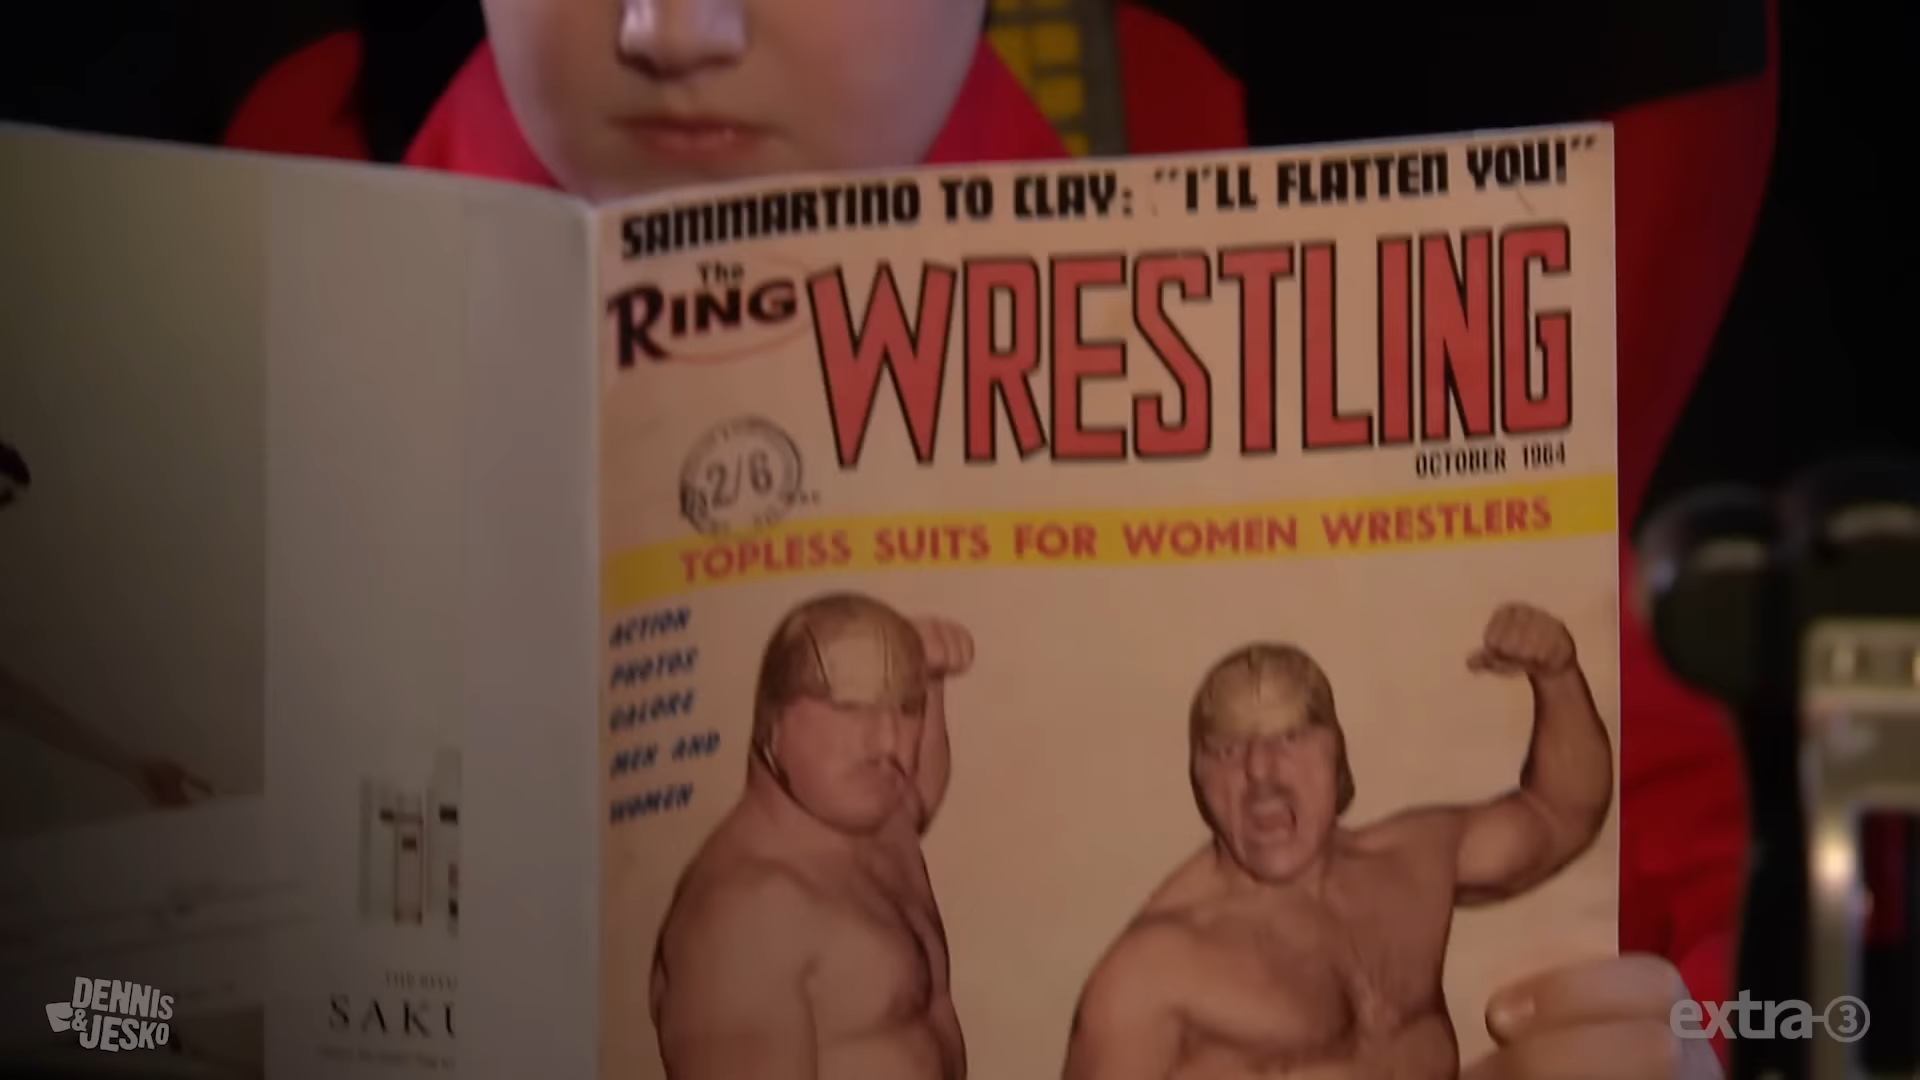 SAMMARTINO TO CLAY: "I'LL FLATTEN YOU!"
The RING WRESTLING
2/6
OCTOBER 1964
TOPLESS SUITS FOR WOMEN WRESTLERS
ACTION
PHOTOS
GALORE
MEN AND
WOMEN
SAKU
DENNIS
&JESKO
extra-3